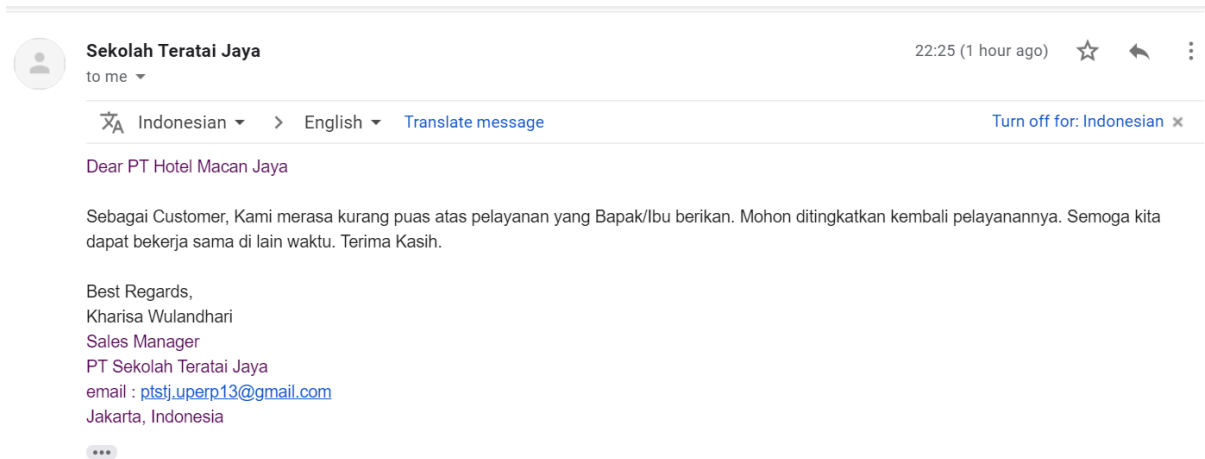 Sekolah Teratai Jaya
22:25 (1 hour ago)
to me
Indonesian > English Translate message
Turn off for: Indonesian ×
Dear PT Hotel Macan Jaya
Sebagai Customer, Kami merasa kurang puas atas pelayanan yang Bapak/Ibu berikan. Mohon ditingkatkan kembali pelayanannya. Semoga kita
dapat bekerja sama di lain waktu. Terima Kasih.
Best Regards,
Kharisa Wulandhari
Sales Manager
PT Sekolah Teratai Jaya
email : ptstj.uperp13@gmail.com
Jakarta, Indonesia